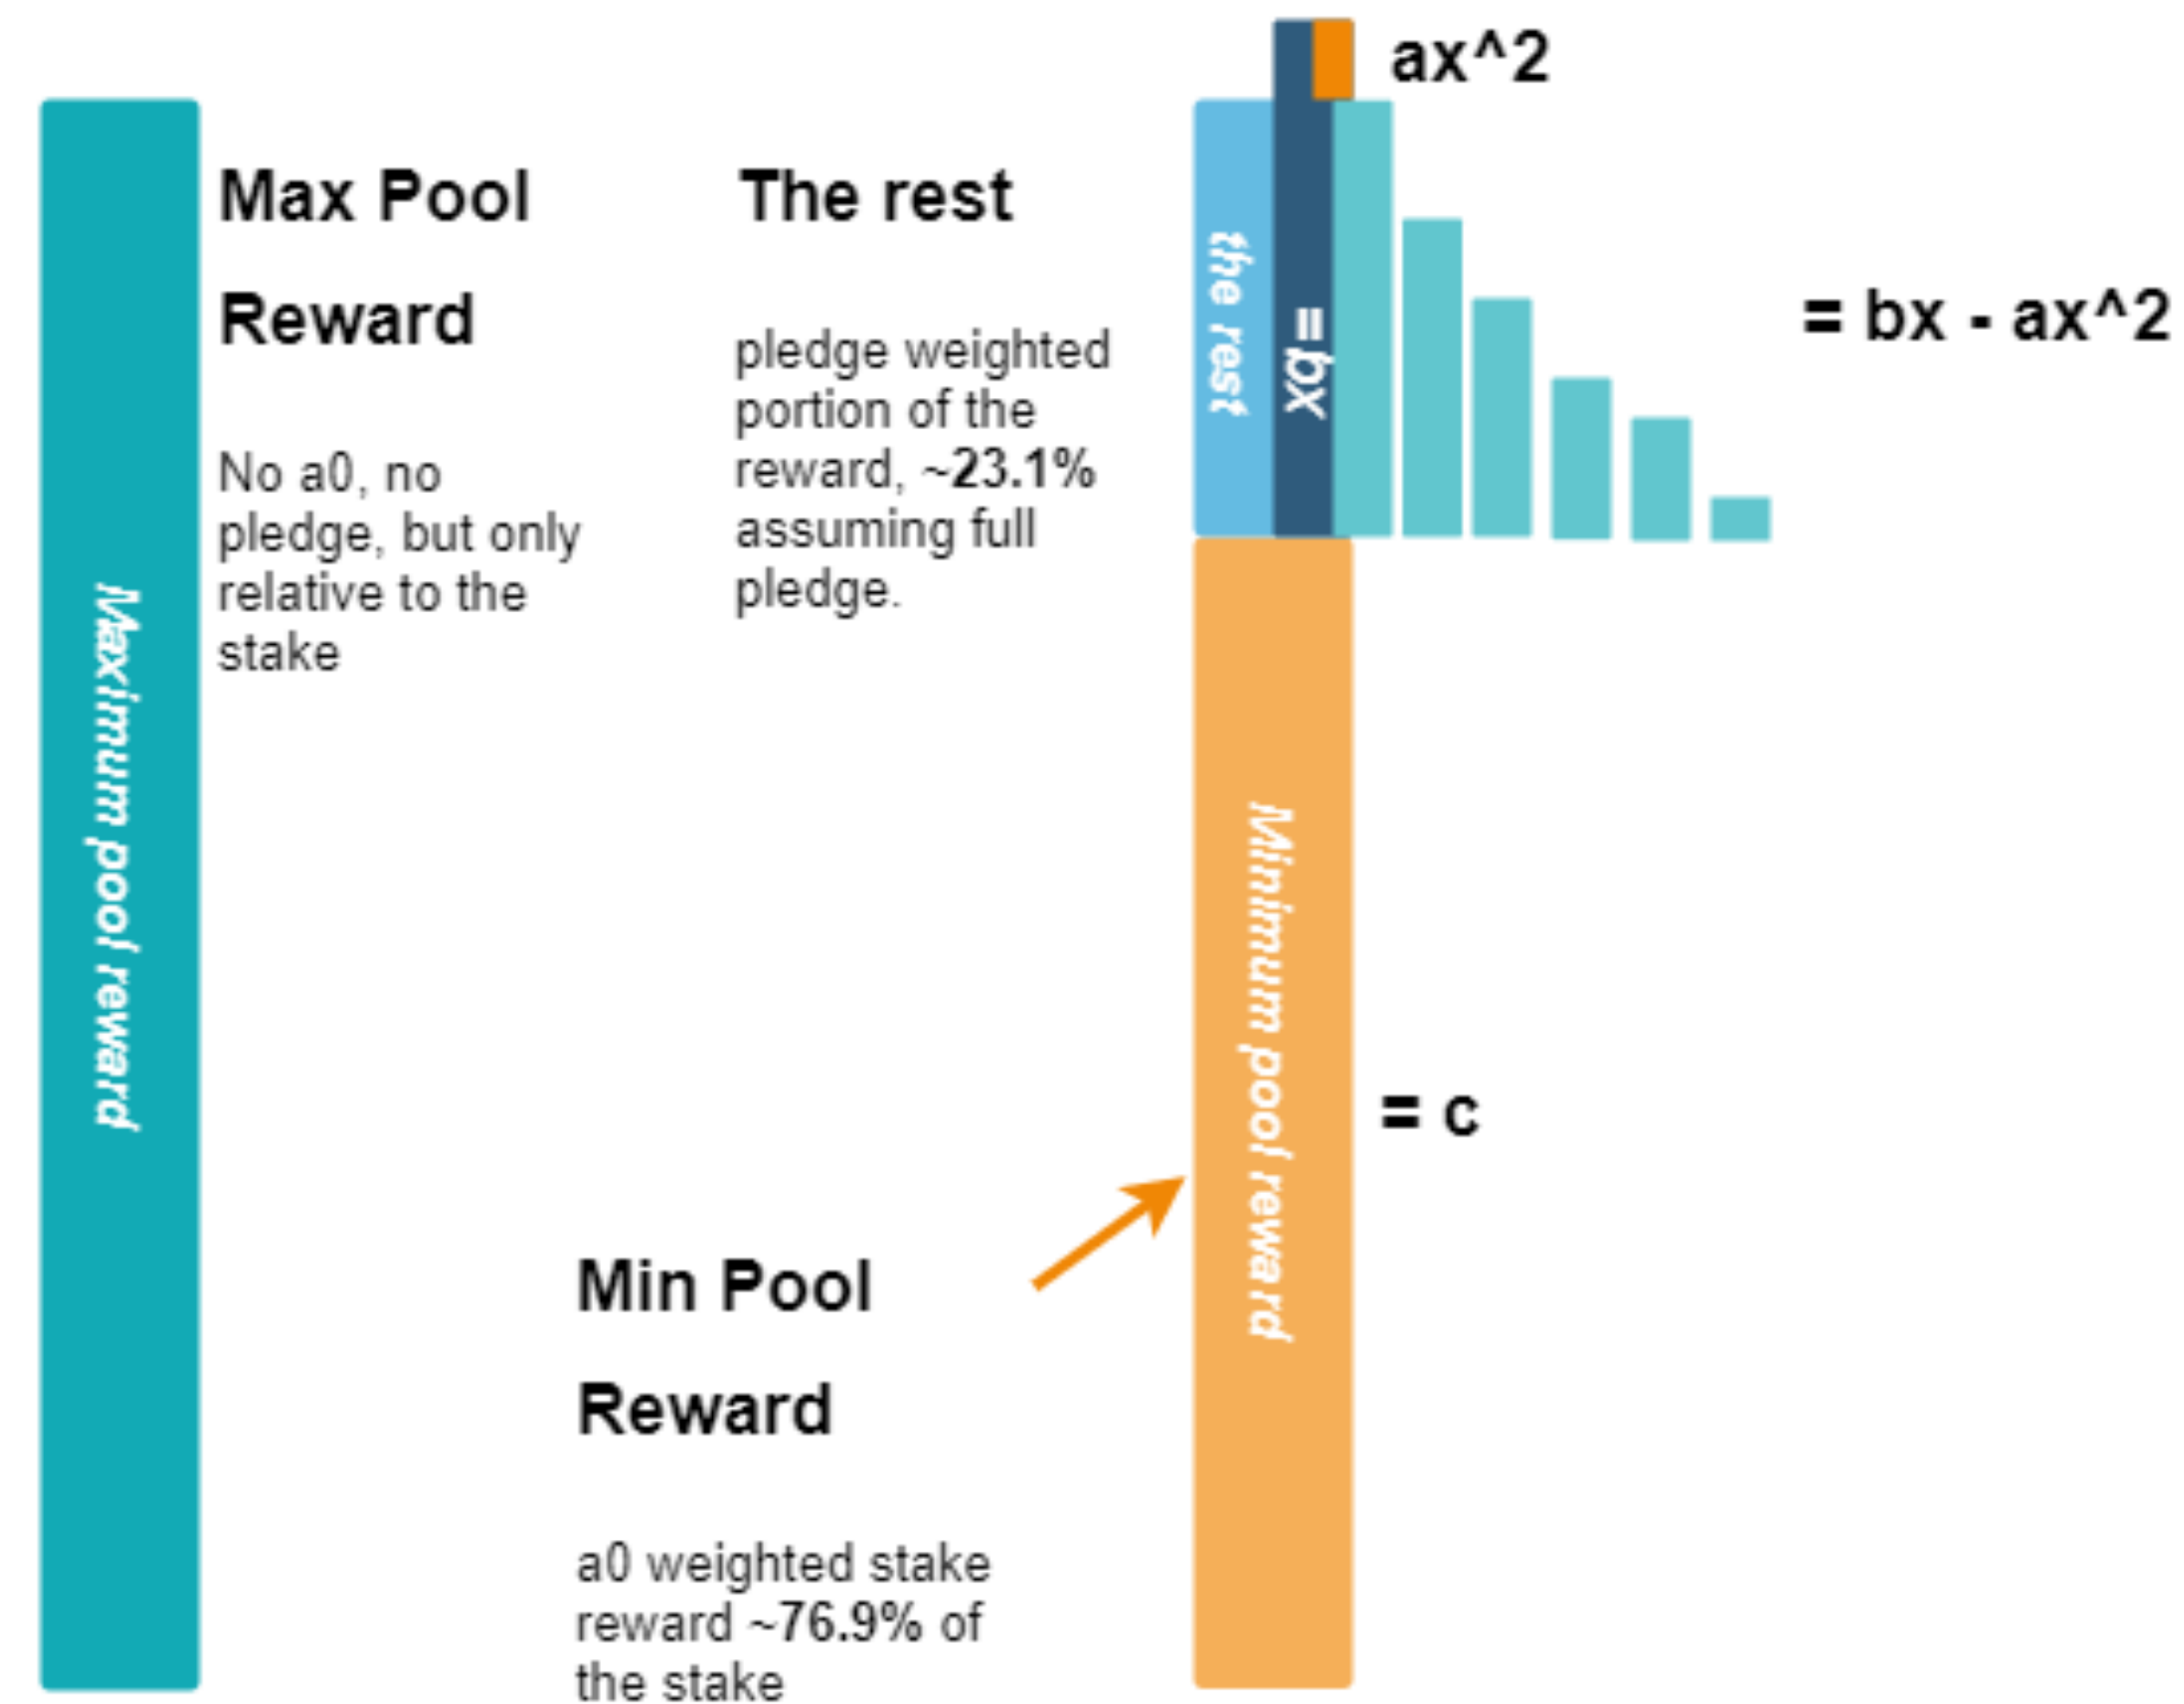 ax^2
Max Pool
Reward
No a0, no
pledge, but only
relative to the
stake
The rest
pledge weighted
portion of the
reward, ~23.1%
assuming full
pledge.
the rest
=bx
= bx - ax^2
Maximum pool reward
Minimum pool reward
= c
Min Pool
Reward
a0 weighted stake
reward ~76.9% of
the stake